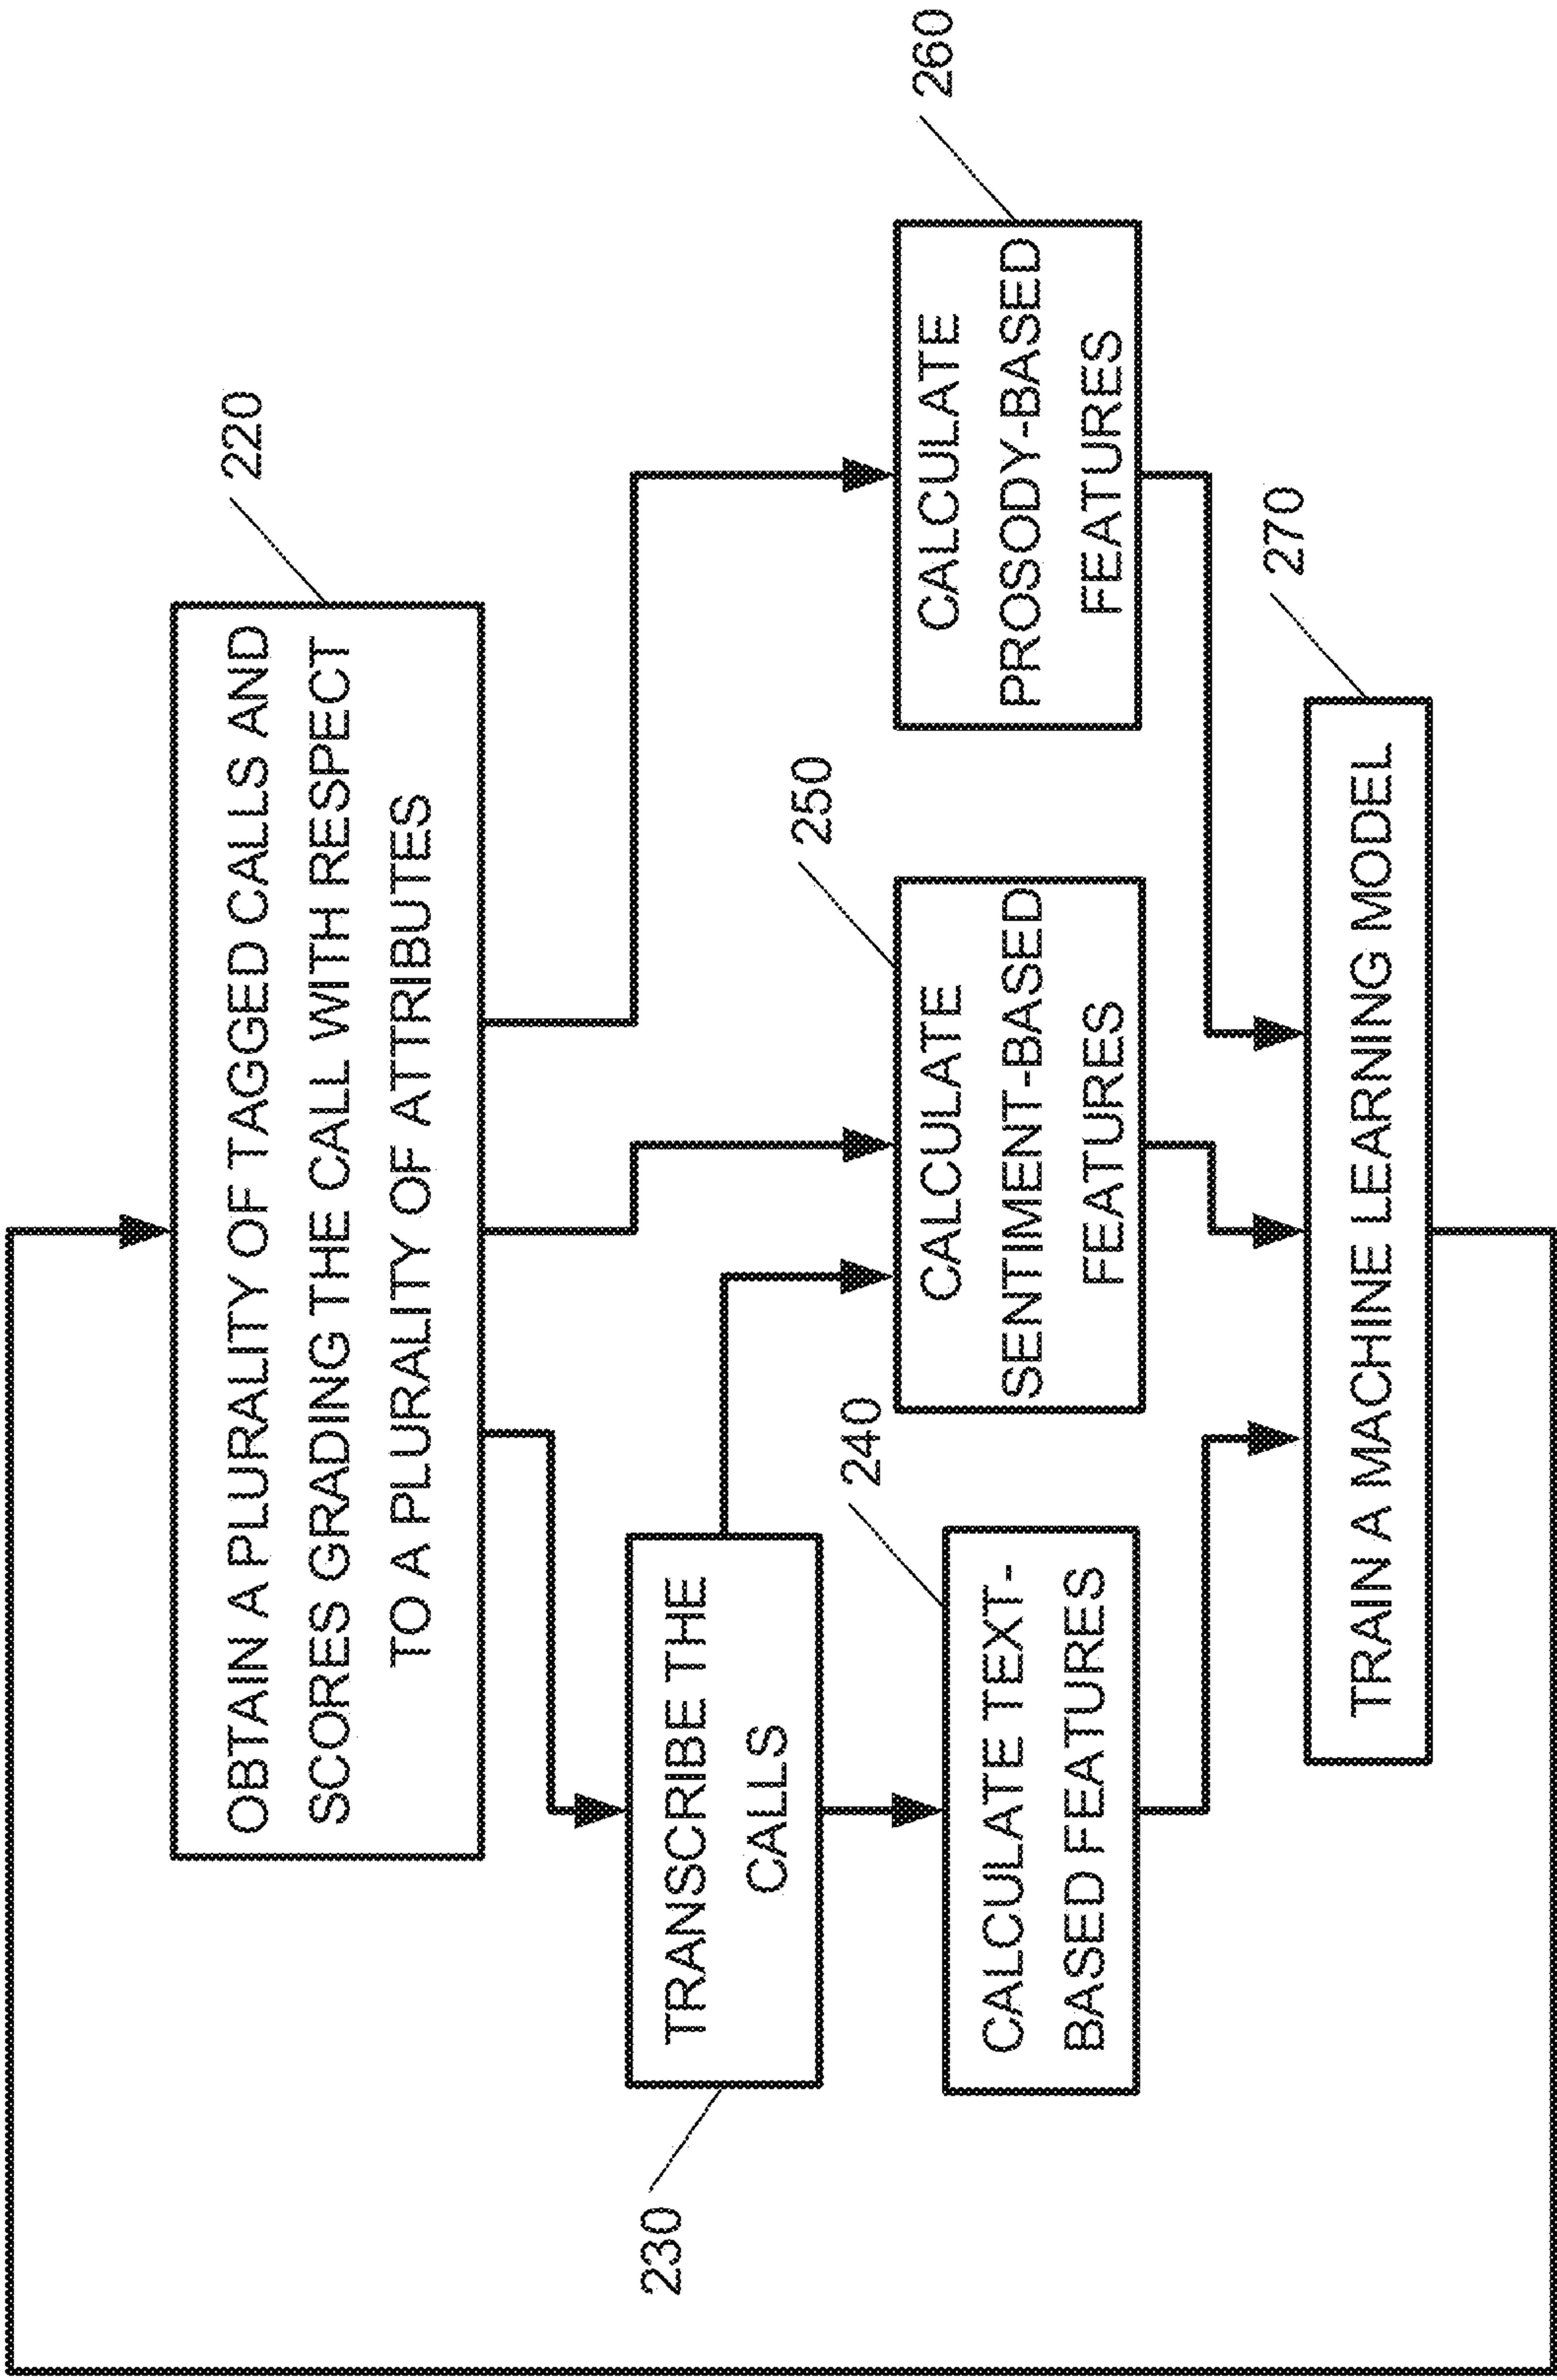 220
OBTAIN A PLURALITY OF TAGGED CALLS AND
SCORES GRADING THE CALL WITH RESPECT
TO A PLURALITY OF ATTRIBUTES
230
TRANSCRIBE THE
CALLS
240
CALCULATE TEXT-
BASED FEATURES
250
CALCULATE
SENTIMENT-BASED
FEATURES
260
CALCULATE
PROSODY-BASED
FEATURES
270
TRAIN A MACHINE LEARNING MODEL